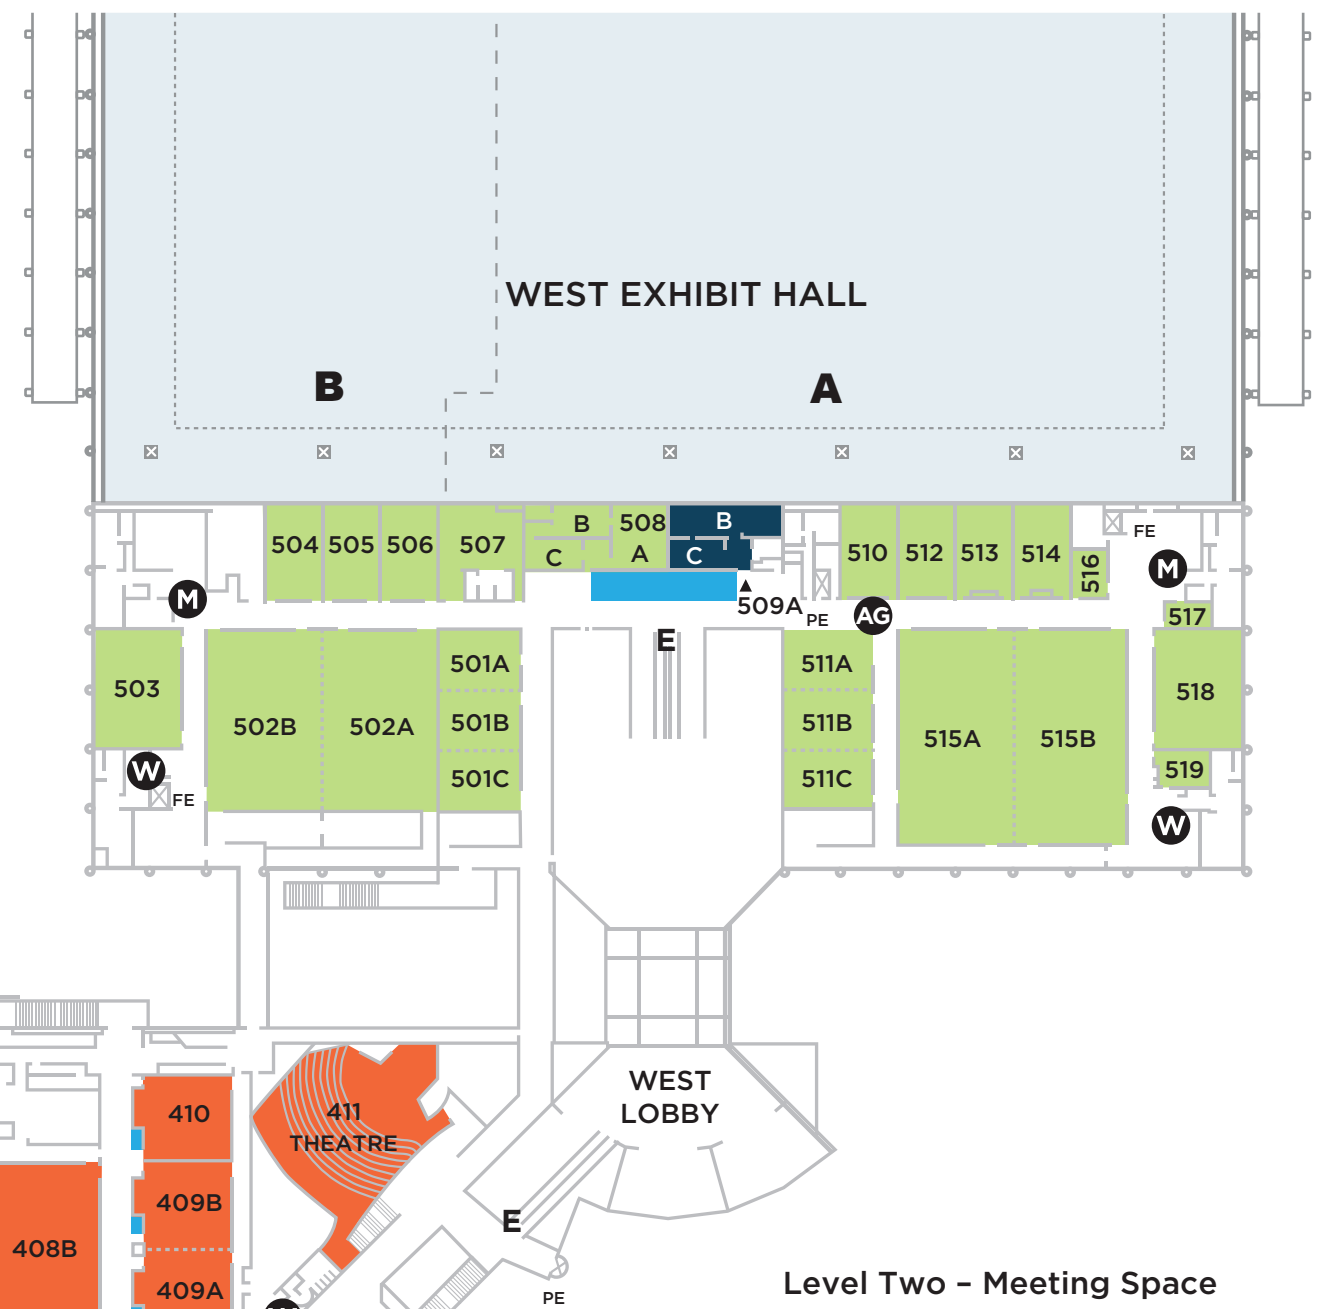 WEST EXHIBIT HALL
B
A
504
505
506
507
B
C
508
A
B
C
509A
510
512
513
514
516
FE
M
M
AG
PE
E
517
503
502B
502A
501A
501B
501C
511A
511B
511C
515A
515B
518
519
W
FE
W
WEST
LOBBY
410
411
THEATRE
409B
408B
409A
E
PE
Level Two – Meeting Space